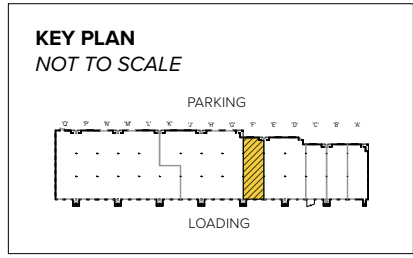 KEY PLAN
NOT TO SCALE
PARKING
'Q' 'P' 'N' 'M' 'L' 'K' 'J' 'H' 'G' 'F' 'E' 'D' 'C' 'B' 'A'
LOADING